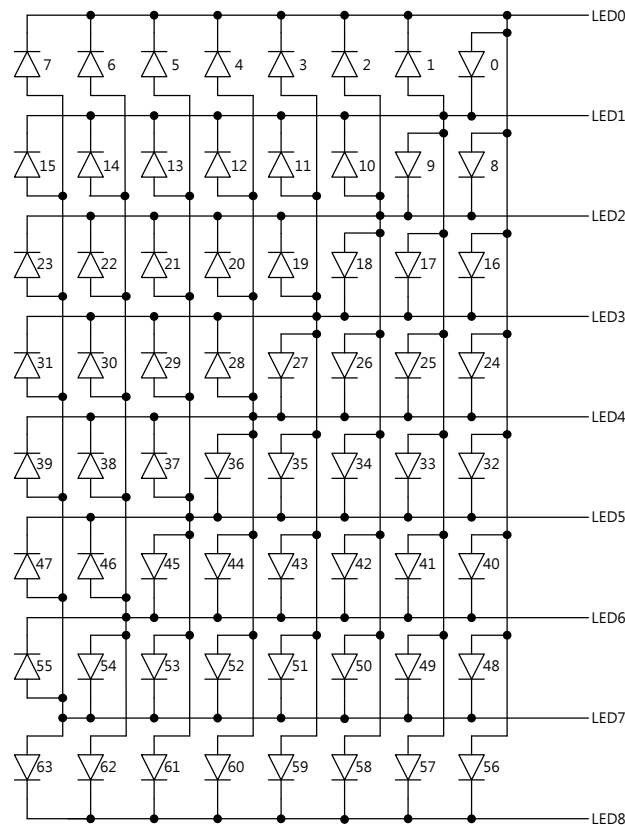 LED0
7 6 5 4 3 2 1 0
LED1
15 14 13 12 11 10 9 8
LED2
23 22 21 20 19 18 17 16
LED3
31 30 29 28 27 26 25 24
LED4
39 38 37 36 35 34 33 32
LED5
47 46 45 44 43 42 41 40
LED6
55 54 53 52 51 50 49 48
LED7
63 62 61 60 59 58 57 56
LED8